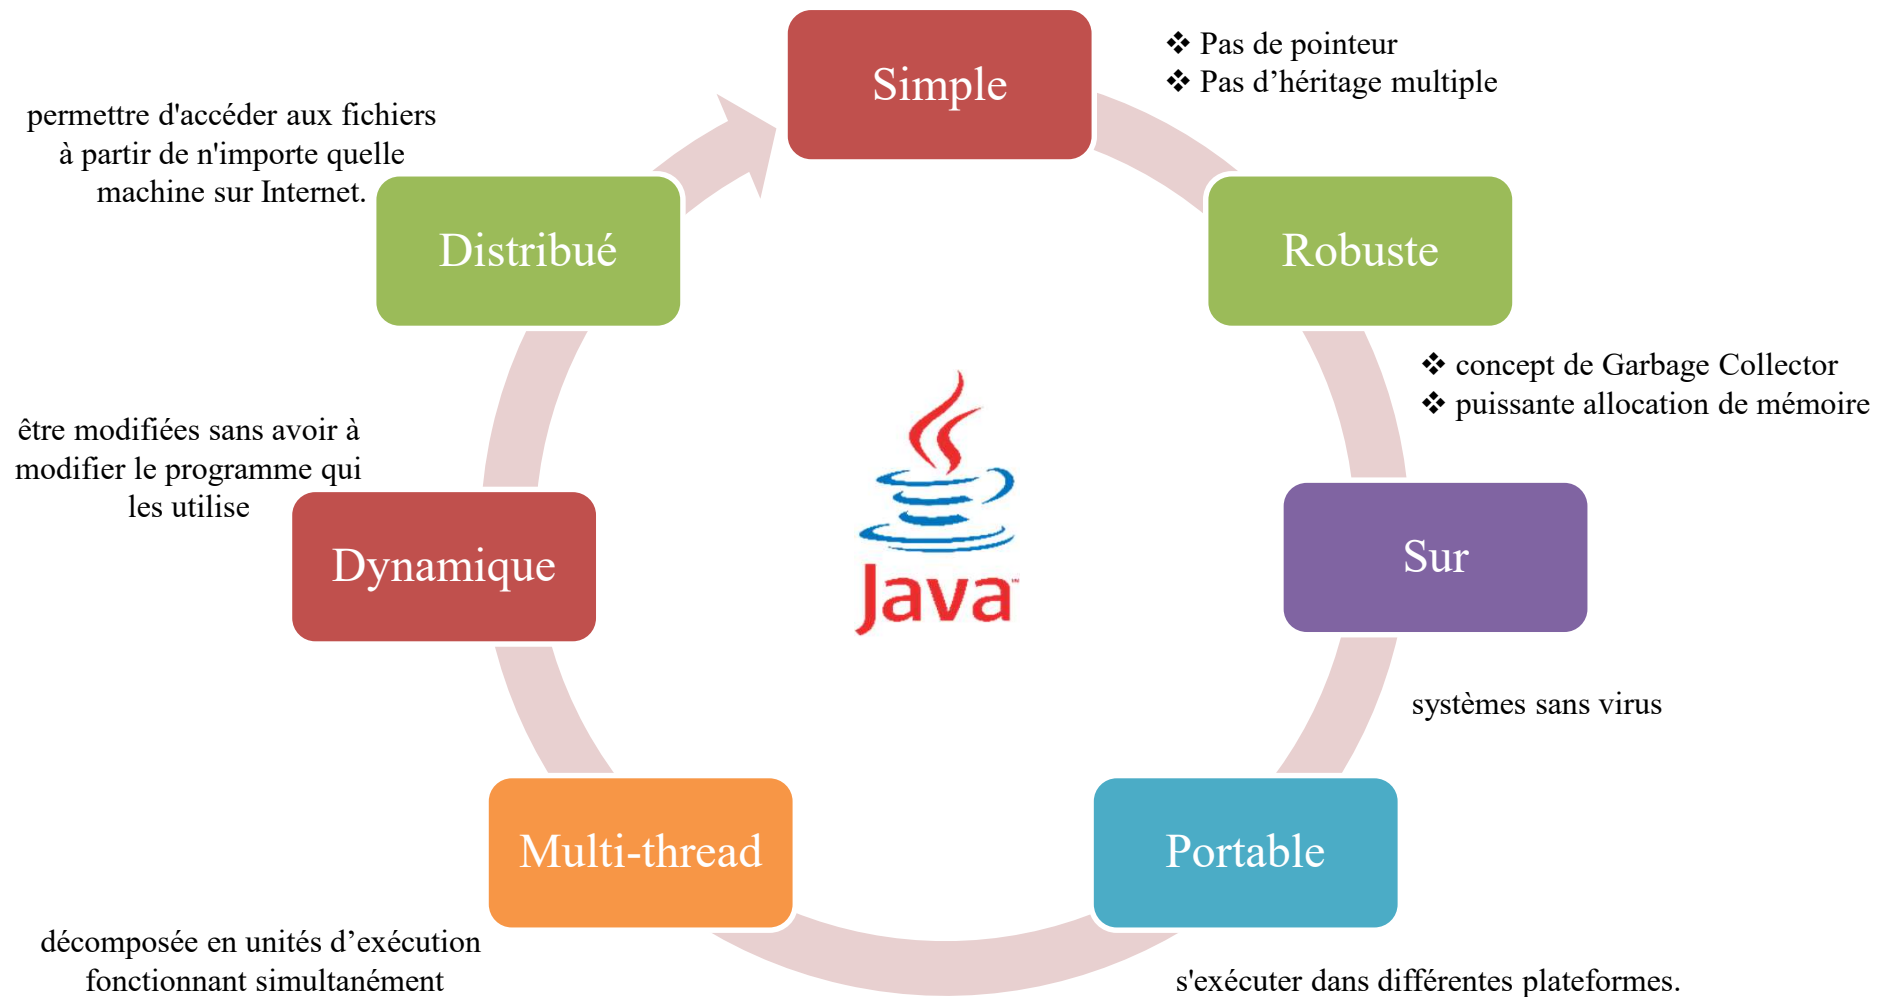 Simple
❖ Pas de pointeur
❖ Pas d’héritage multiple
Robuste
❖ concept de Garbage Collector
❖ puissante allocation de mémoire
Sur
systèmes sans virus
Portable
s'exécuter dans différentes plateformes.
Multi-thread
décomposée en unités d’exécution
fonctionnant simultanément
Dynamique
être modifiées sans avoir à
modifier le programme qui
les utilise
Distribué
permettre d'accéder aux fichiers
à partir de n'importe quelle
machine sur Internet.
Java™